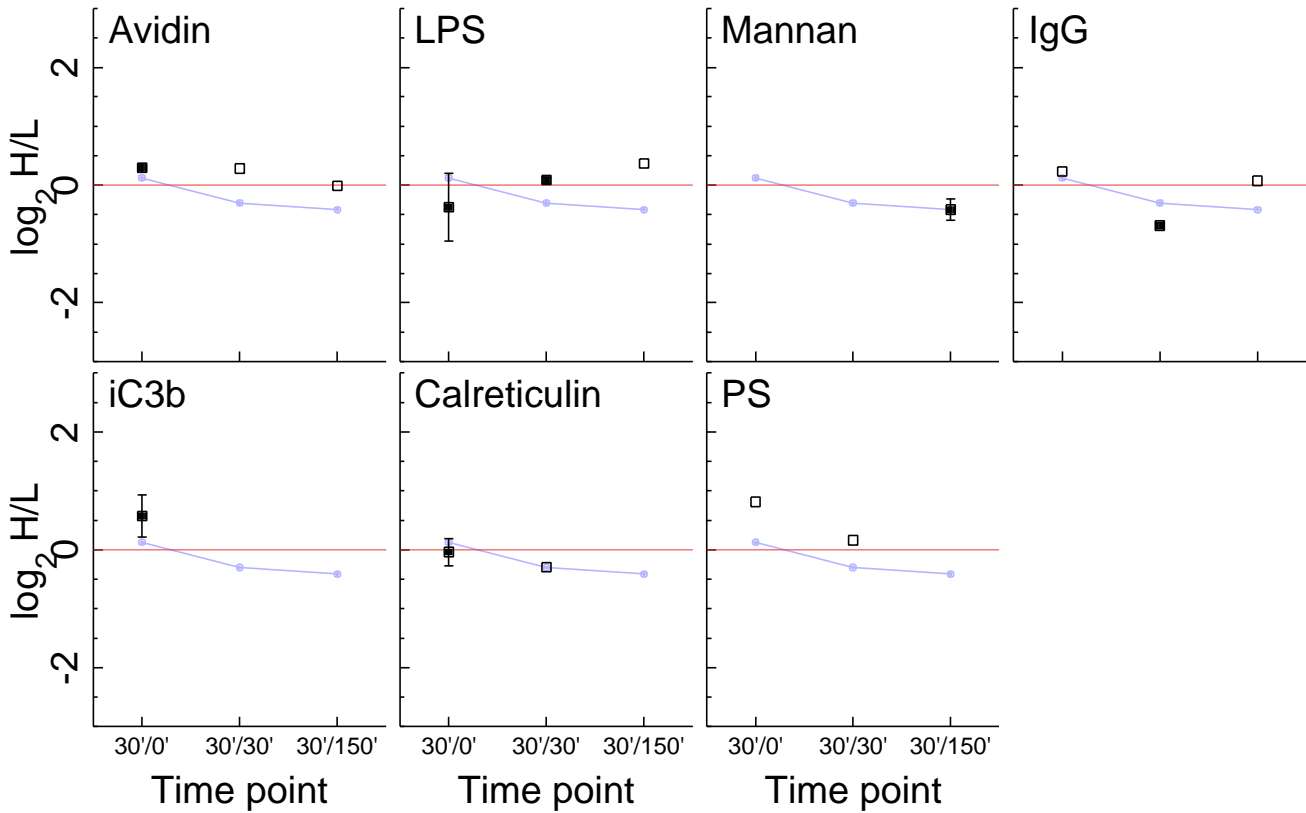 Avidin LPS Mannan IgG
2
0
-2
log2 H/L
iC3b Calreticulin PS
2
0
-2
log2 H/L
30'/0' 30'/30' 30'/150' 30'/0' 30'/30' 30'/150' 30'/0' 30'/30' 30'/150'
Time point Time point Time point